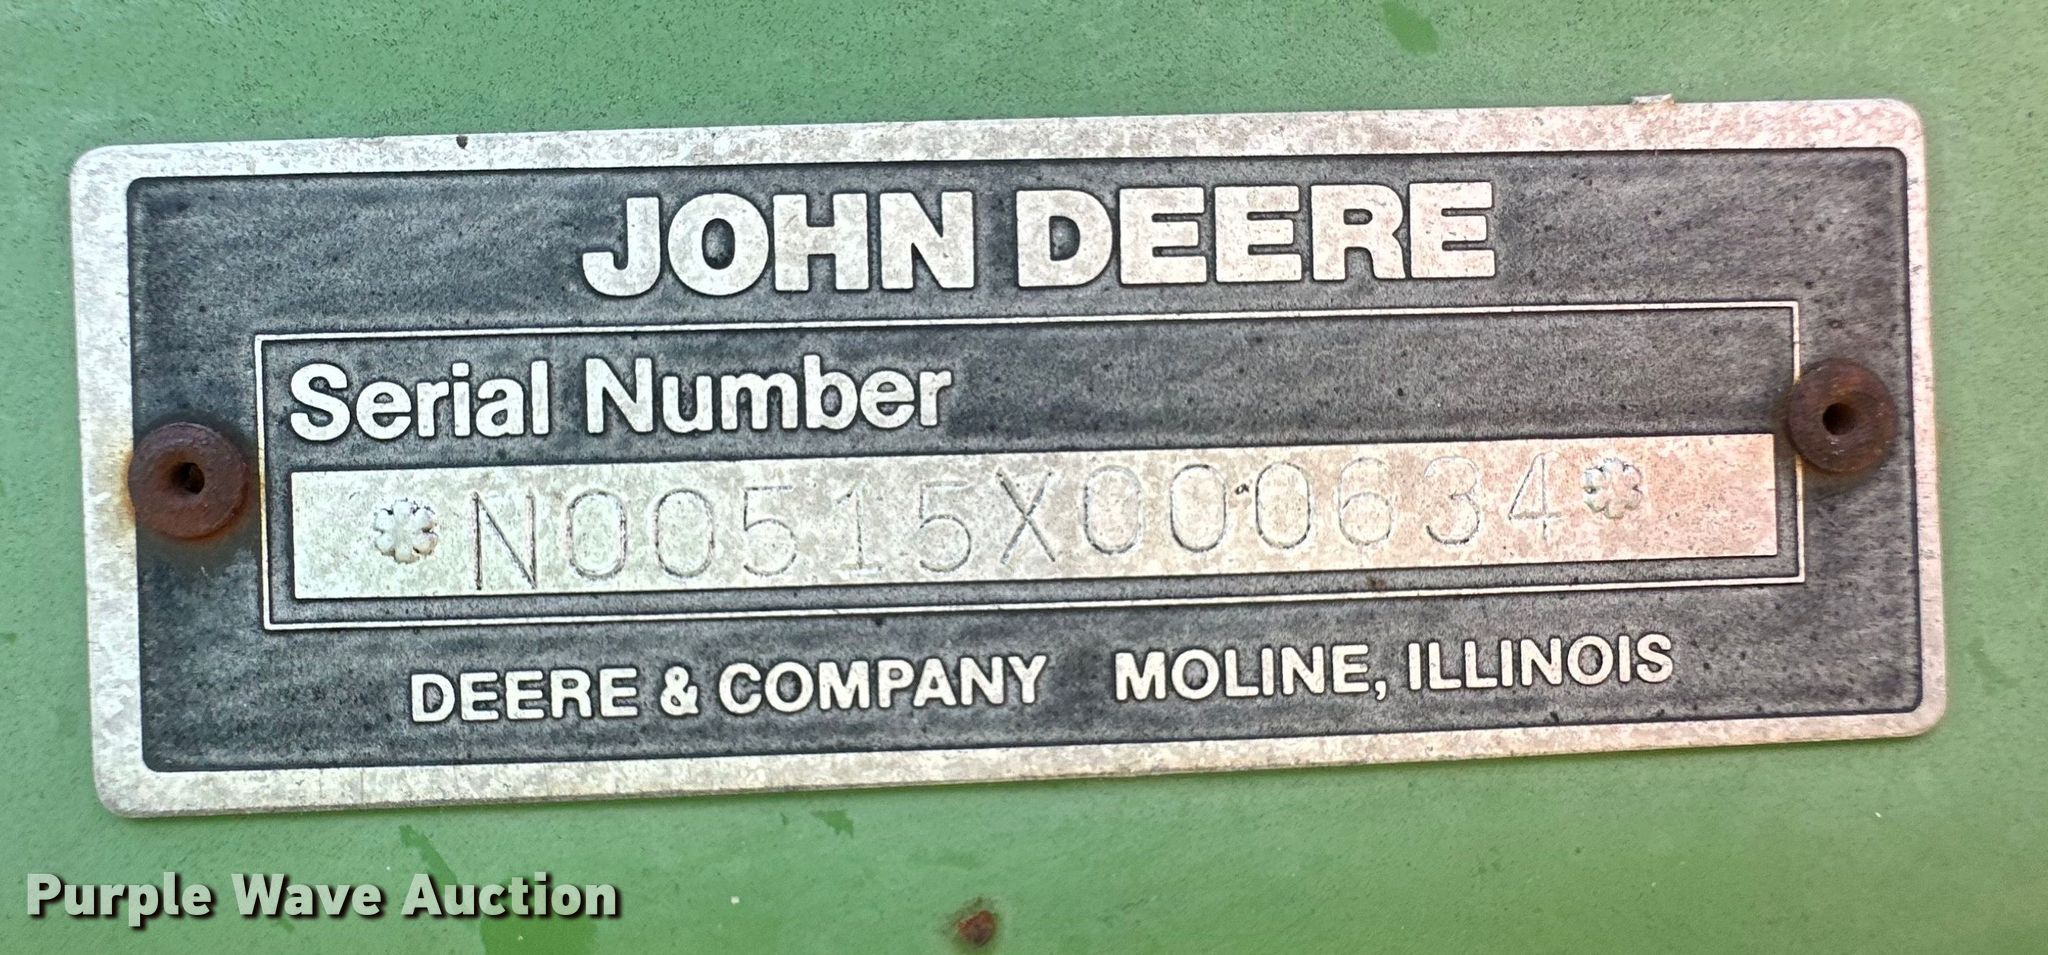 JOHN DEERE
Serial Number
*N00515X000634*
DEERE & COMPANY MOLINE, ILLINOIS
Purple Wave Auction